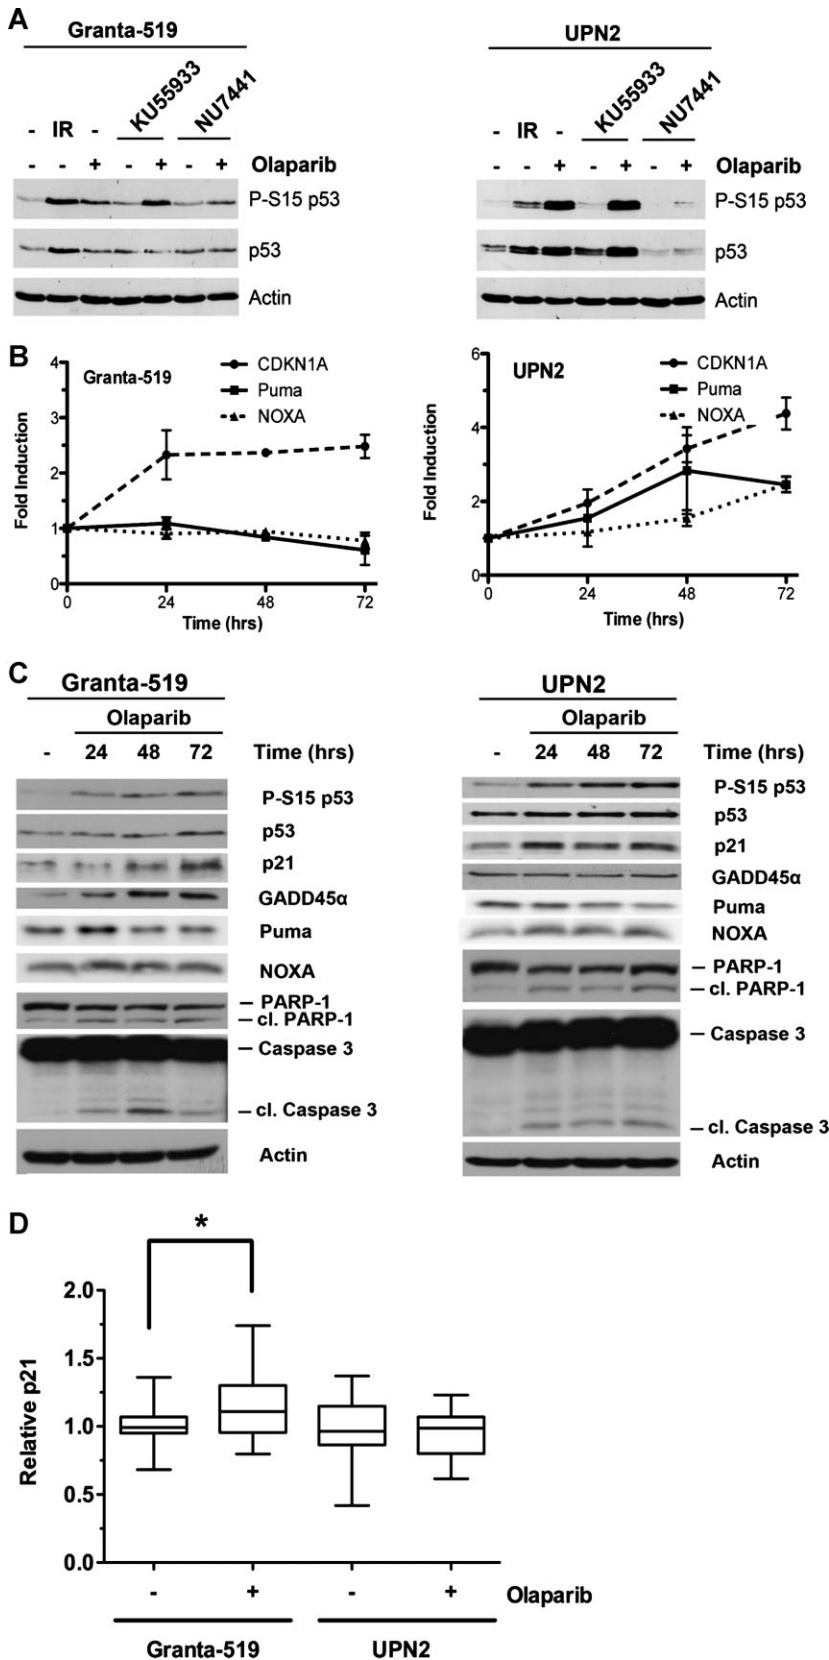 A
Granta-519
UPN2
- IR - KU55933 NU7441
- IR - KU55933 NU7441
- - + - + - + Olaparib
- - + - + - + Olaparib
P-S15 p53
P-S15 p53
p53
p53
Actin
Actin
B
Granta-519
CDKN1A
Puma
NOXA
Fold Induction
4
3
2
1
0
0 24 48 72
Time (hrs)
UPN2
CDKN1A
Puma
NOXA
Fold Induction
6
4
2
0
0 24 48 72
Time (hrs)
C
Granta-519
Olaparib
- 24 48 72 Time (hrs)
P-S15 p53
p53
p21
GADD45α
Puma
NOXA
PARP-1
cl. PARP-1
Caspase 3
cl. Caspase 3
Actin
UPN2
Olaparib
- 24 48 72 Time (hrs)
P-S15 p53
p53
p21
GADD45α
Puma
NOXA
PARP-1
cl. PARP-1
Caspase 3
cl. Caspase 3
Actin
D
*
Relative p21
2.0
1.5
1.0
0.5
0.0
- + - + Olaparib
Granta-519 UPN2